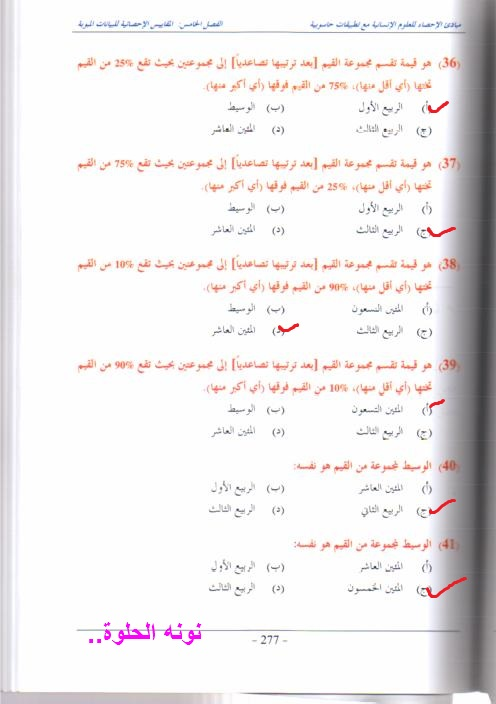 مبادئ الإحصاء للعلوم الإنسانية مع تطبيقات حاسوبية الفصل الخامس: المقاييس الإحصائية للبيانات المبوبة
36) هو قيمة تقسم مجموعة القيم [بعد ترتيبها تصاعدياً] إلى مجموعتين بحيث تقع 25% من القيم
تحتها (أي أقل منها)، 75% من القيم فوقها (أي أكبر منها).
(أ) الربيع الأول (ب) الوسيط
(ج) الربيع الثالث (د) المئين العاشر
37) هو قيمة تقسم مجموعة القيم [بعد ترتيبها تصاعدياً] إلى مجموعتين بحيث تقع 75% من القيم
تحتها (أي أقل منها)، 25% من القيم فوقها (أي أكبر منها).
(أ) الربيع الأول (ب) الوسيط
(ج) الربيع الثالث (د) المئين العاشر
38) هو قيمة تقسم مجموعة القيم [بعد ترتيبها تصاعدياً] إلى مجموعتين بحيث تقع 10% من القيم
تحتها (أي أقل منها)، 90% من القيم فوقها (أي أكبر منها).
(أ) المئين التسعون (ب) الوسيط
(ج) الربيع الثالث (د) المئين العاشر
39) هو قيمة تقسم مجموعة القيم [بعد ترتيبها تصاعدياً] إلى مجموعتين بحيث تقع 90% من القيم
تحتها (أي أقل منها)، 10% من القيم فوقها (أي أكبر منها).
(أ) المئين التسعون (ب) الوسيط
(ج) الربيع الثالث (د) المئين العاشر
40) الوسيط لمجموعة من القيم هو نفسه:
(أ) المئين العاشر (ب) الربيع الأول
(ج) الربيع الثاني (د) الربيع الثالث
41) الوسيط لمجموعة من القيم هو نفسه:
(أ) المئين العاشر (ب) الربيع الأول
(ج) المئين الخمسون (د) الربيع الثالث
نونه الحلوة..
- 277 -